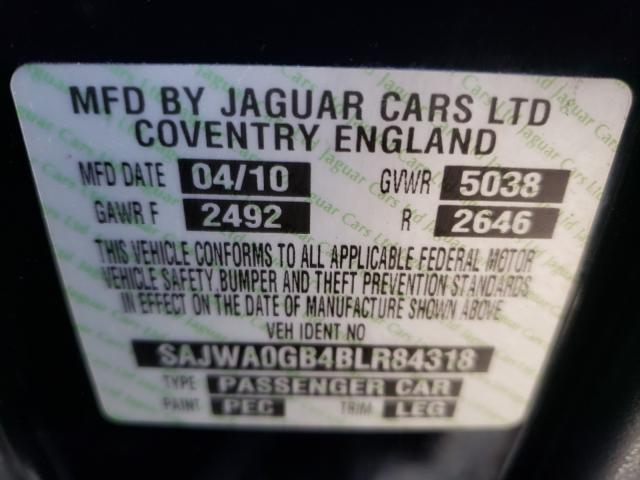 MFD BY JAGUAR CARS LTD
COVENTRY ENGLAND
MFD DATE 04/10 GVWR 5038
GAWR F 2492 R 2646
THIS VEHICLE CONFORMS TO ALL APPLICABLE FEDERAL MOTOR
VEHICLE SAFETY, BUMPER AND THEFT PREVENTION STANDARDS
IN EFFECT ON THE DATE OF MANUFACTURE SHOWN ABOVE.
VEH IDENT NO
SAJWA0GB4BLR84318
TYPE PASSENGER CAR
PAINT PEC TRIM LEG